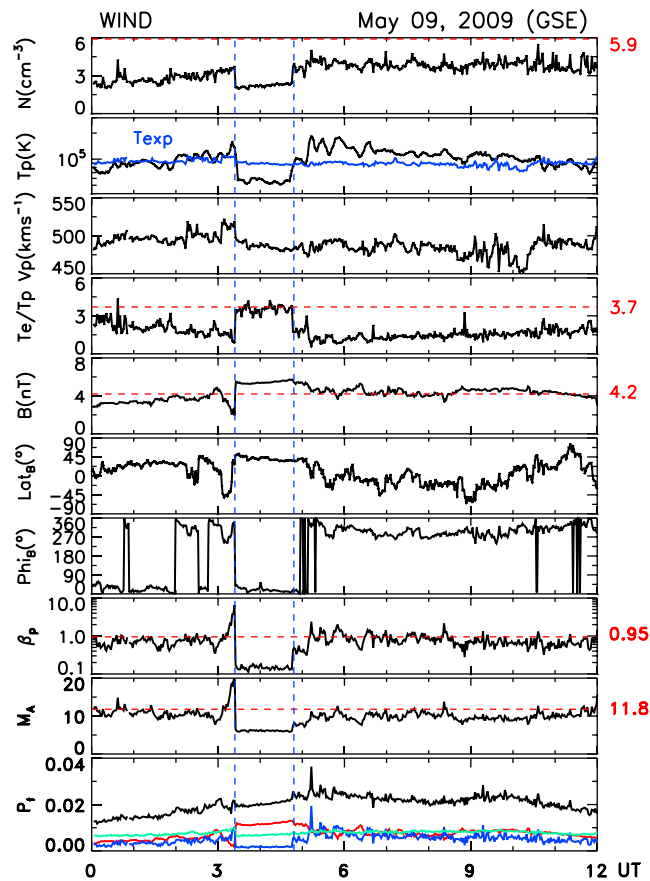 WIND May 09, 2009 (GSE)
6
3
0
N(cm⁻³)
5.9
Texp
10⁵
Tp(K)
550
500
450
Vp(kms⁻¹)
6
3
0
Te/Tp
3.7
8
4
0
B(nT)
4.2
90
45
0
−45
−90
Lat_B(°)
360
270
180
90
0
Phi_B(°)
10.0
1.0
0.1
β_p
0.95
20
10
0
M_A
11.8
0.04
0.02
0.00
P_t
0 3 6 9 12 UT